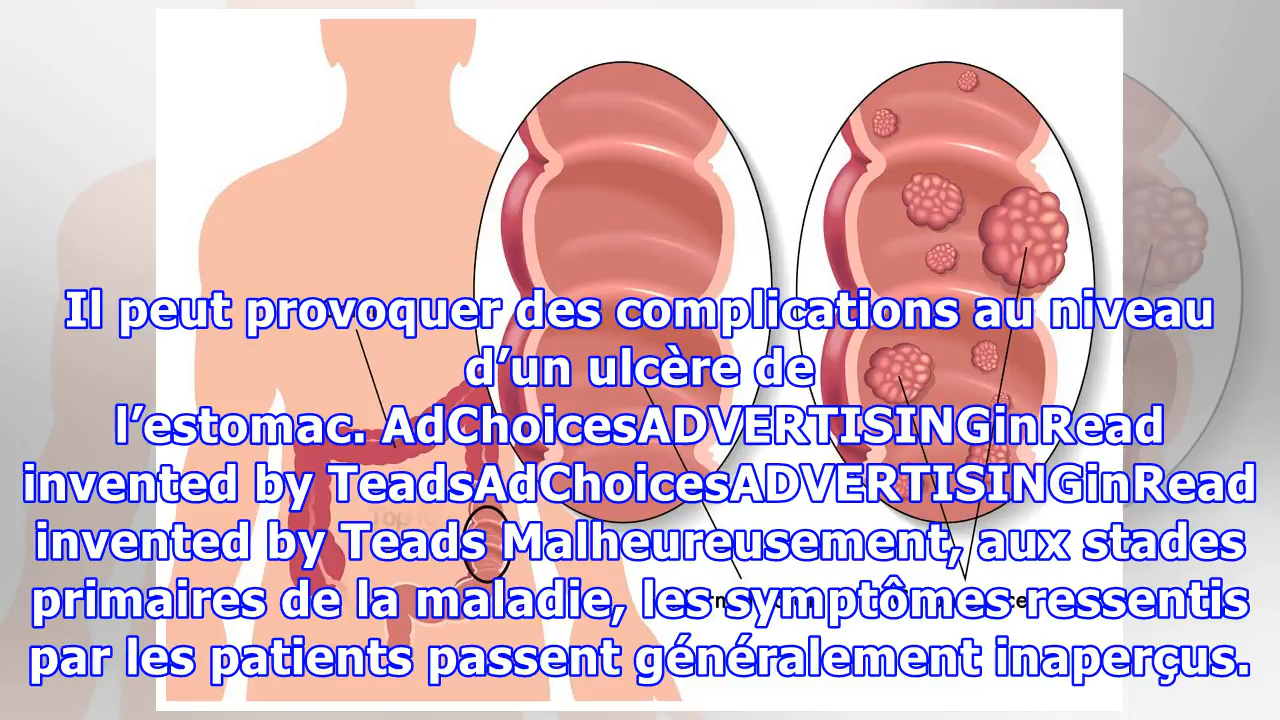 Il peut provoquer des complications au niveau
d’un ulcère de
l’estomac. AdChoicesADVERTISINGinRead
invented by TeadsAdChoicesADVERTISINGinRead
invented by Teads Malheureusement, aux stades
primaires de la maladie, les symptômes ressentis
par les patients passent généralement inaperçus.